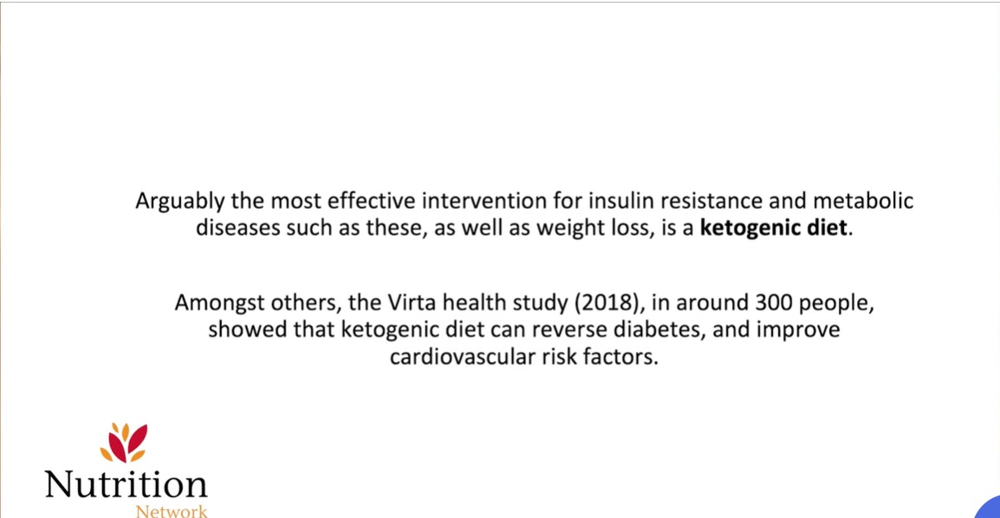 Arguably the most effective intervention for insulin resistance and metabolic
diseases such as these, as well as weight loss, is a ketogenic diet.
Amongst others, the Virta health study (2018), in around 300 people,
showed that ketogenic diet can reverse diabetes, and improve
cardiovascular risk factors.
Nutrition
Network